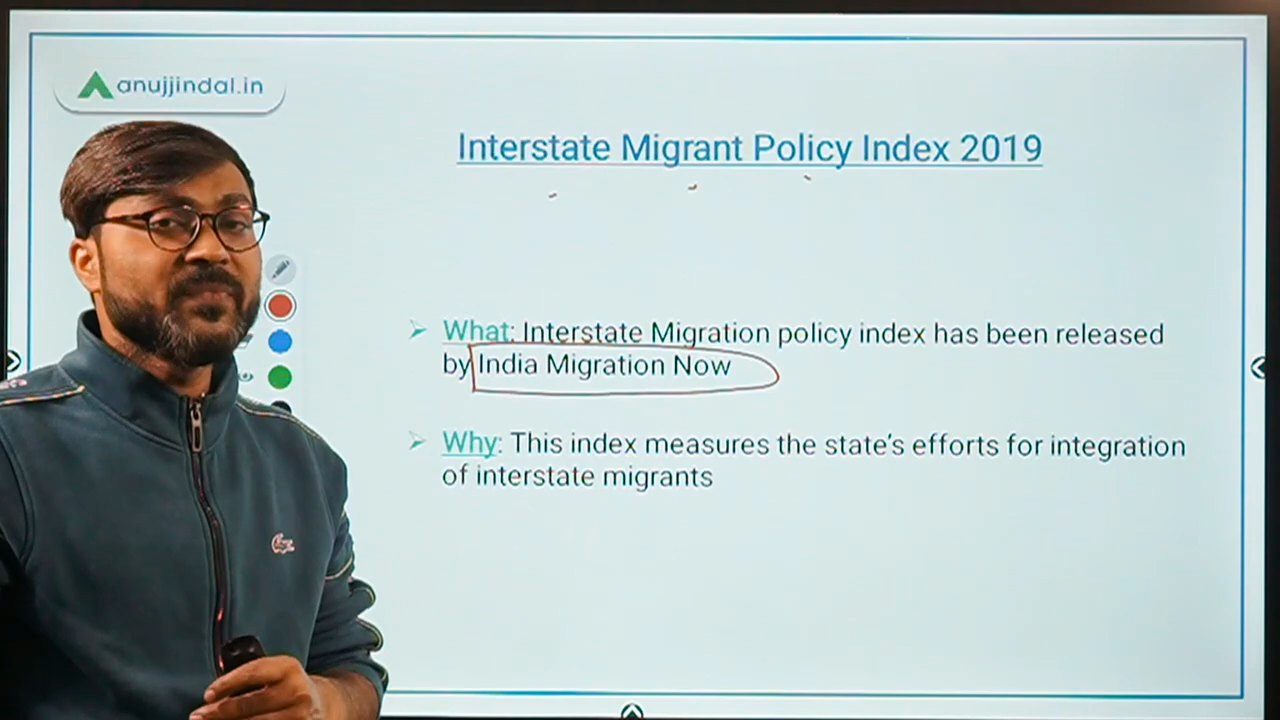 anujjindal.in
Interstate Migrant Policy Index 2019
What: Interstate Migration policy index has been released
by India Migration Now
Why: This index measures the state's efforts for integration
of interstate migrants